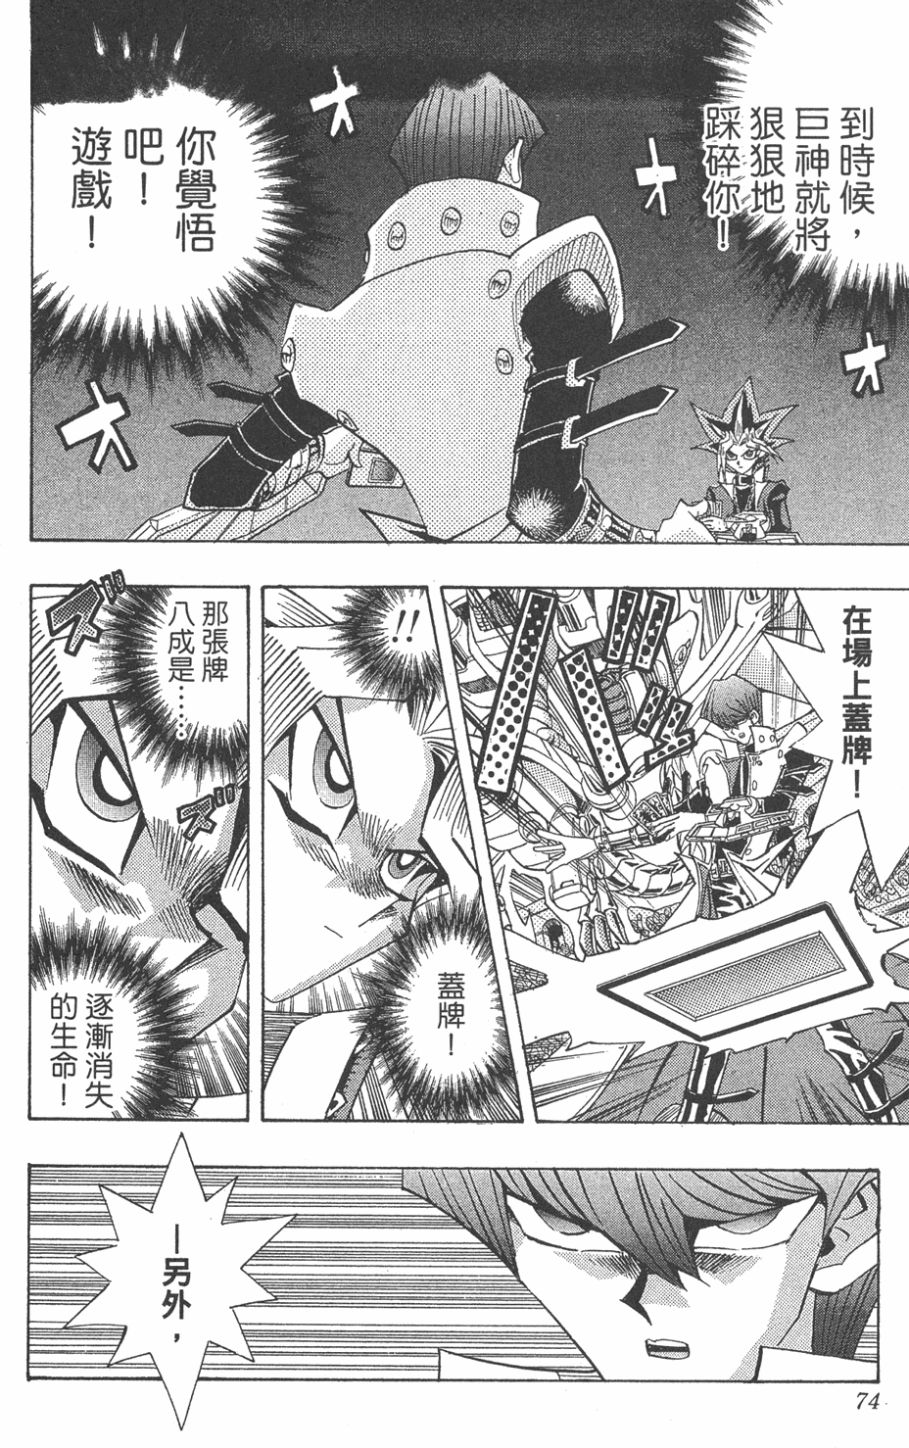 到時候，
巨神就將
狠狠地
踩碎你！
你覺悟
吧！
遊戲！
在場上蓋牌！
！！
蓋牌！
那張牌
八成是……
逐漸消失
的生命！
—另外，
74